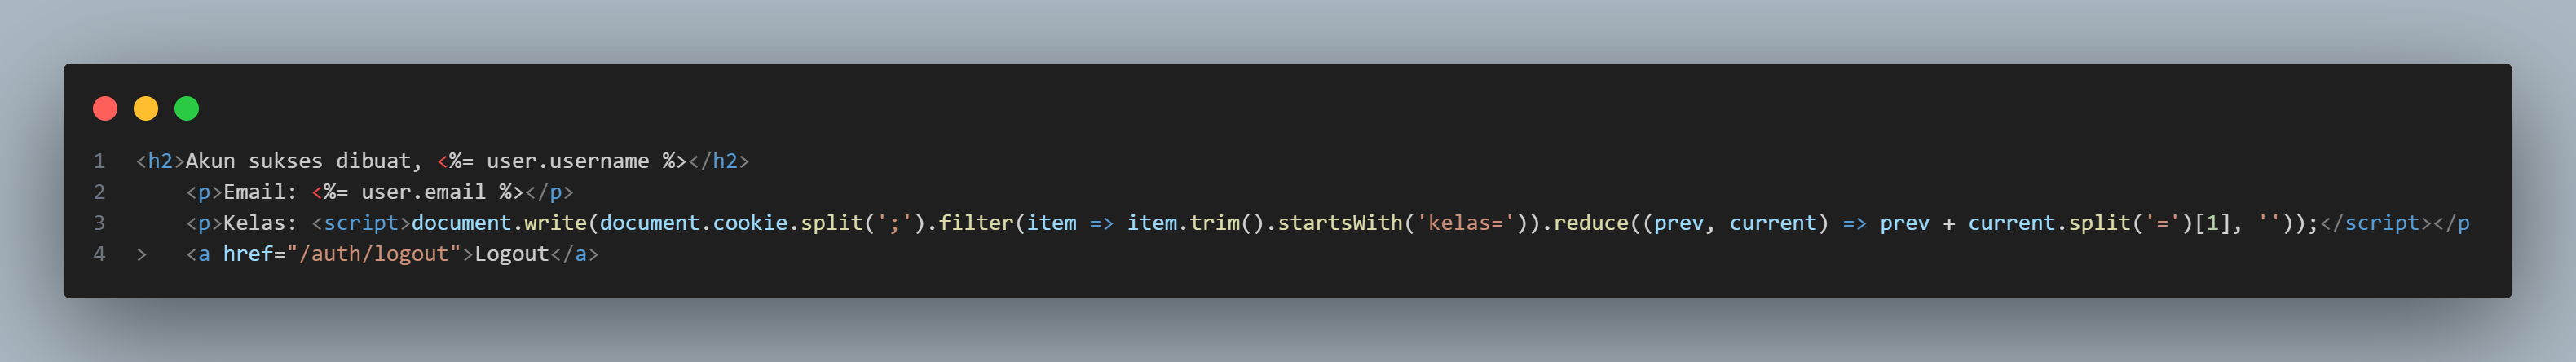 1 <h2>Akun sukses dibuat, <%= user.username %></h2>
2     <p>Email: <%= user.email %></p>
3     <p>Kelas: <script>document.write(document.cookie.split(';').filter(item => item.trim().startsWith('kelas=')).reduce((prev, current) => prev + current.split('=')[1], ''));</script></p
4 >   <a href="/auth/logout">Logout</a>